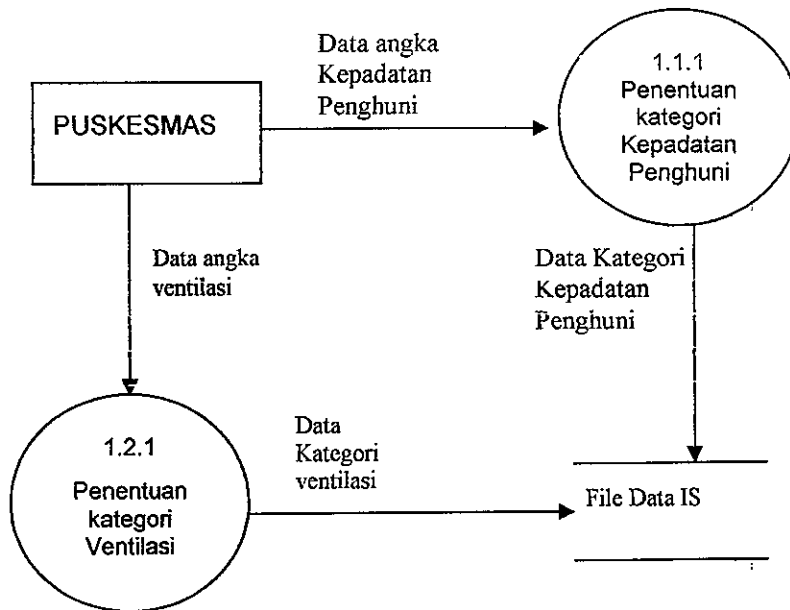 Data angka
Kepadatan
Penghuni
1.1.1
Penentuan
kategori
Kepadatan
Penghuni
PUSKESMAS
Data angka
ventilasi
Data Kategori
Kepadatan
Penghuni
1.2.1
Penentuan
kategori
Ventilasi
Data
Kategori
ventilasi
File Data IS